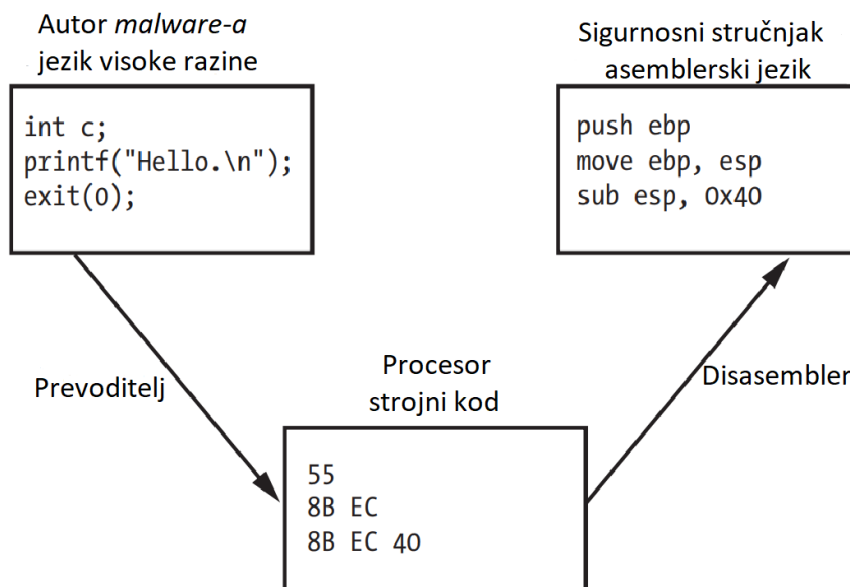 Autor malware-a
jezik visoke razine
int c;
printf("Hello.\n");
exit(0);
Sigurnosni stručnjak
asemblerski jezik
push ebp
move ebp, esp
sub esp, 0x40
Prevoditelj
Procesor
strojni kod
Disasembler
55
8B EC
8B EC 40